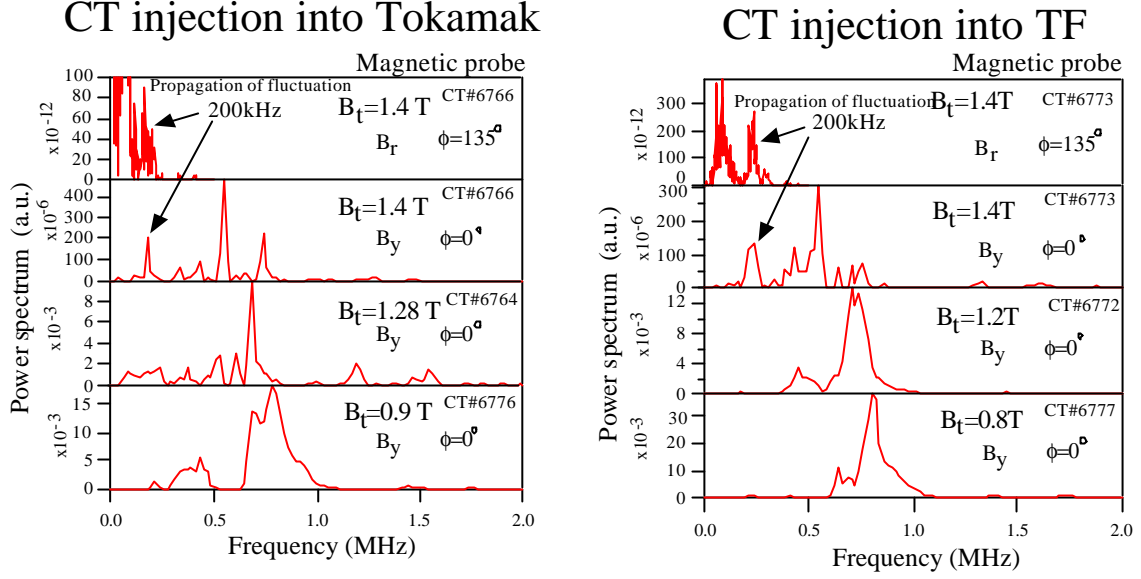 CT injection into Tokamak
Magnetic probe
Propagation of fluctuation
200kHz
Bt=1.4 T
CT#6766
Br
ϕ=135°
100
80
60
40
20
0
x10-12
CT#6766
Bt=1.4 T
By
ϕ=0°
400
300
200
100
0
x10-6
CT#6764
Bt=1.28 T
By
ϕ=0°
8
6
4
2
0
x10-3
CT#6776
Bt=0.9 T
By
ϕ=0°
15
10
5
0
x10-3
Power spectrum (a.u.)
0.0 0.5 1.0 1.5 2.0
Frequency (MHz)
CT injection into TF
Magnetic probe
Propagation of fluctuation
200kHz
Bt=1.4T
CT#6773
Br
ϕ=135°
300
200
100
0
x10-12
CT#6773
Bt=1.4T
By
ϕ=0°
300
200
100
0
x10-6
CT#6772
Bt=1.2T
By
ϕ=0°
12
8
4
0
x10-3
CT#6777
Bt=0.8T
By
ϕ=0°
30
20
10
0
x10-3
Power spectrum (a.u.)
0.0 0.5 1.0 1.5 2.0
Frequency (MHz)